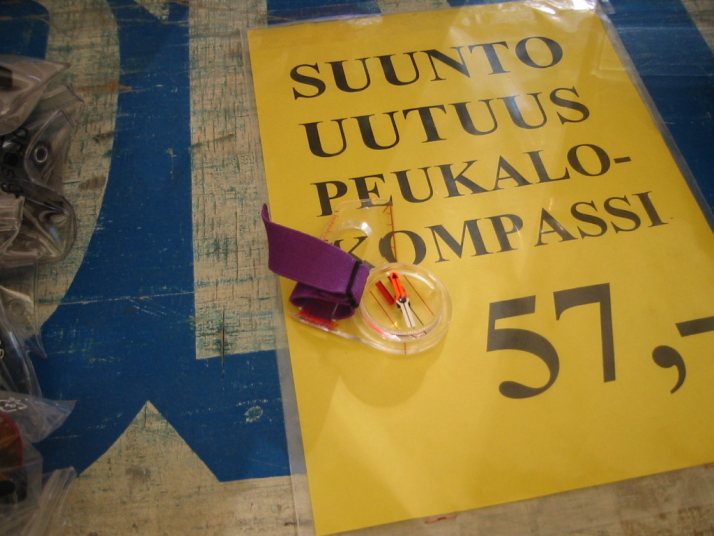 SUUNTO
UUTUUS
PEUKALO-
KOMPASSI
57,-